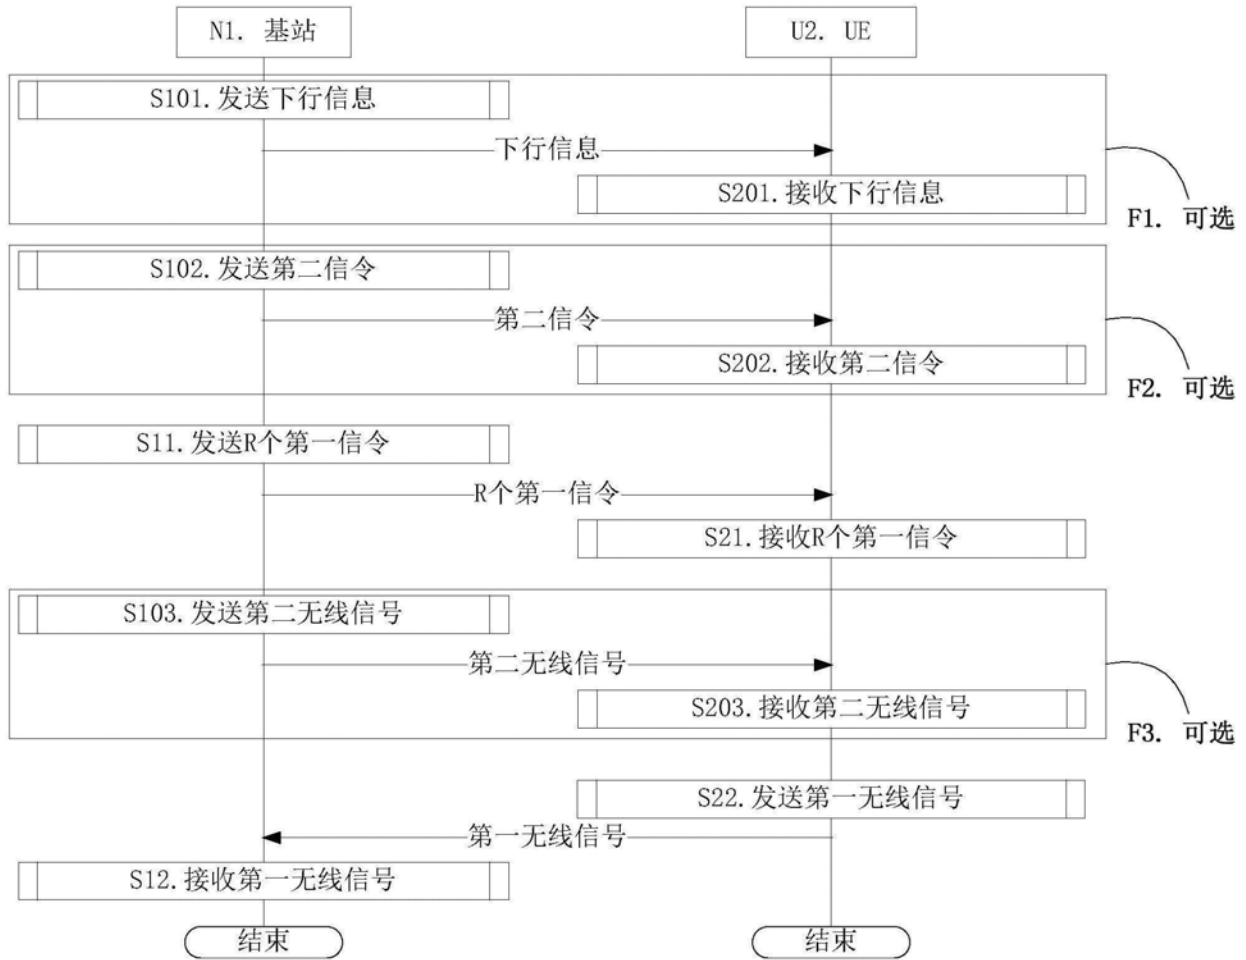 N1. 基站
U2. UE
S101.发送下行信息
下行信息
S201.接收下行信息
F1. 可选
S102.发送第二信令
第二信令
S202.接收第二信令
F2. 可选
S11.发送R个第一信令
R个第一信令
S21.接收R个第一信令
S103.发送第二无线信号
第二无线信号
S203.接收第二无线信号
F3. 可选
S22.发送第一无线信号
第一无线信号
S12.接收第一无线信号
结束
结束